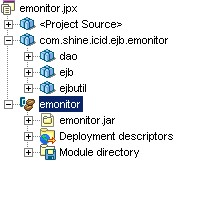 emonitor.jpx
<Project Source>
com.shine.icid.ejb.emonitor
dao
ejb
ejbutil
emonitor
emonitor.jar
Deployment descriptors
Module directory